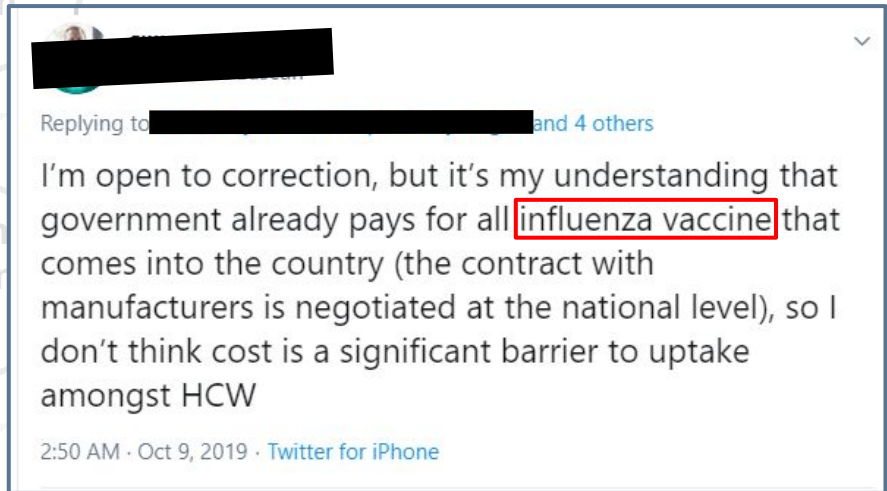 Replying to and 4 others
I'm open to correction, but it's my understanding that
government already pays for all influenza vaccine that
comes into the country (the contract with
manufacturers is negotiated at the national level), so I
don't think cost is a significant barrier to uptake
amongst HCW
2:50 AM · Oct 9, 2019 · Twitter for iPhone